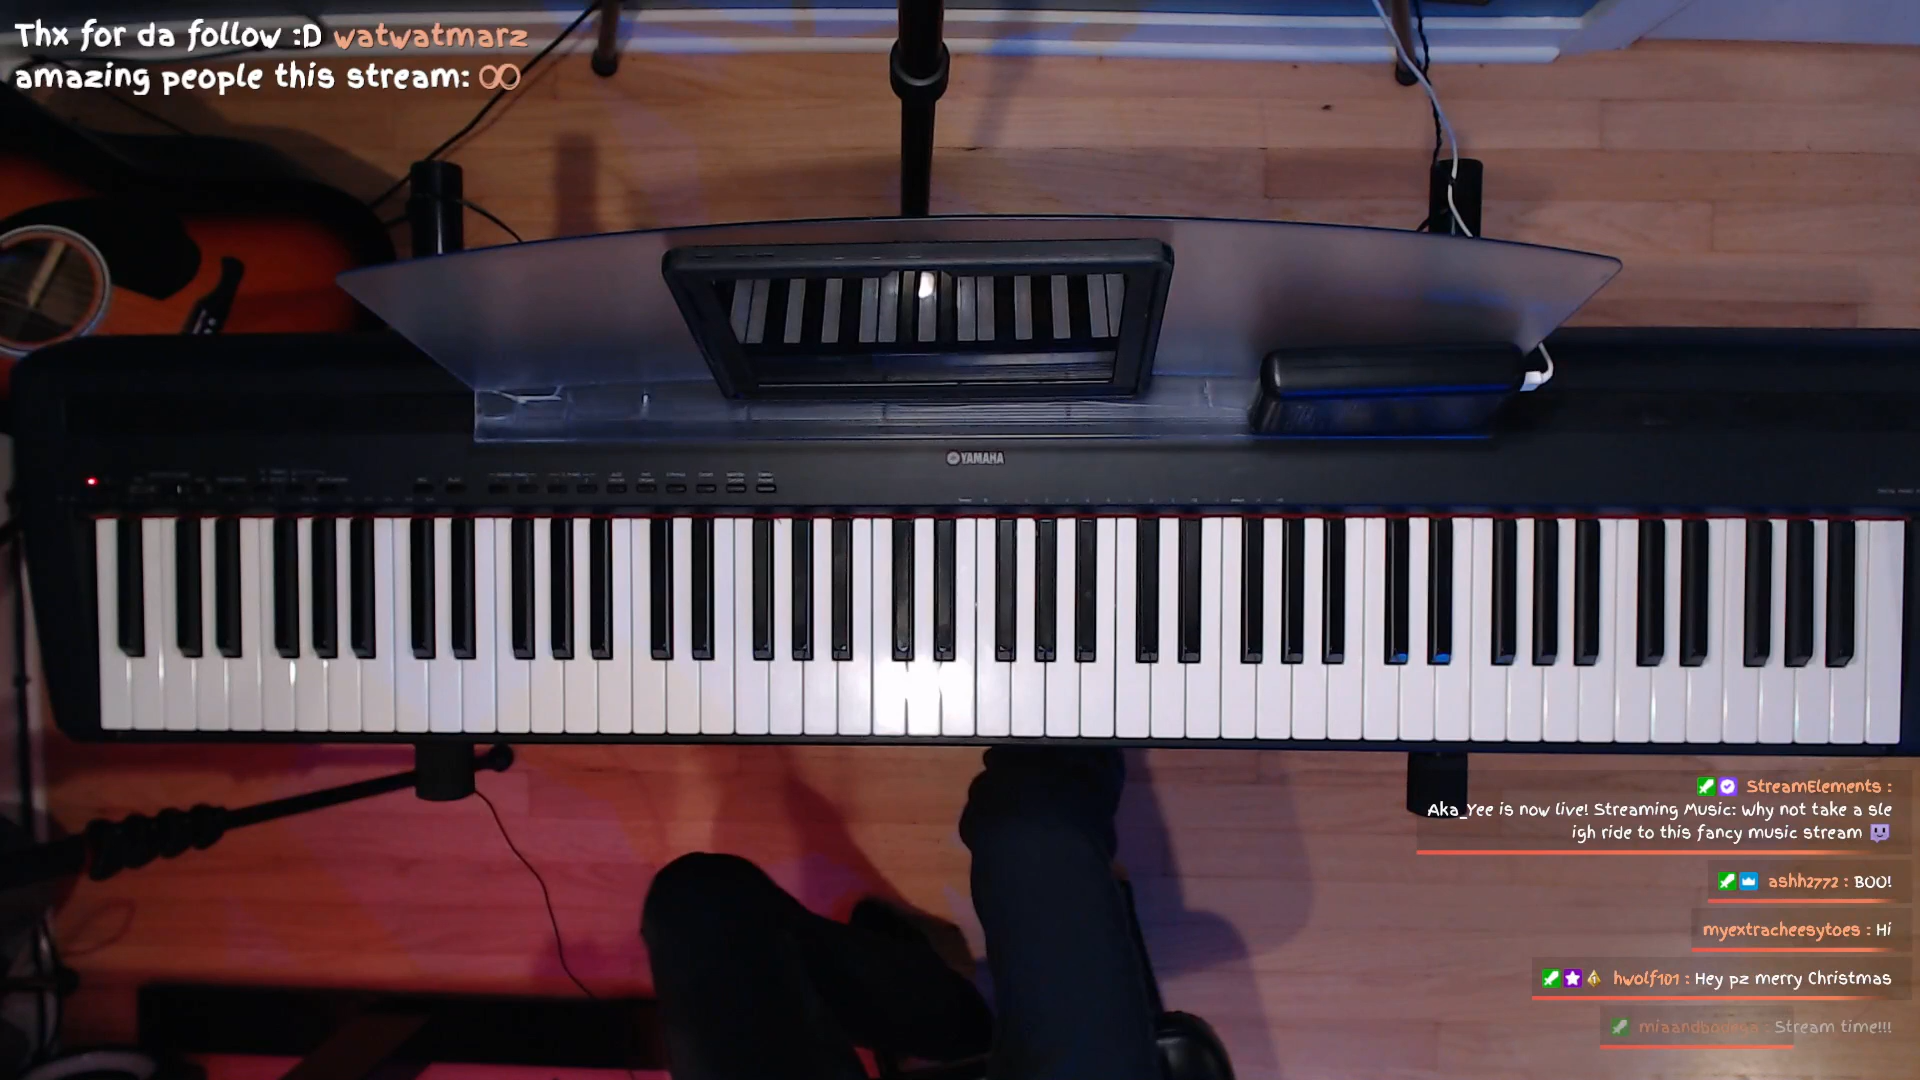 Thx for da follow :D watwatmarz
amazing people this stream: ∞
YAMAHA
StreamElements :
Aka_Yee is now live! Streaming Music: Why not take a sle
igh ride to this fancy music stream
ashh2772 : BOO!
myextracheesytoes : Hi
hwolf101 : Hey pz merry Christmas
Stream time!!!